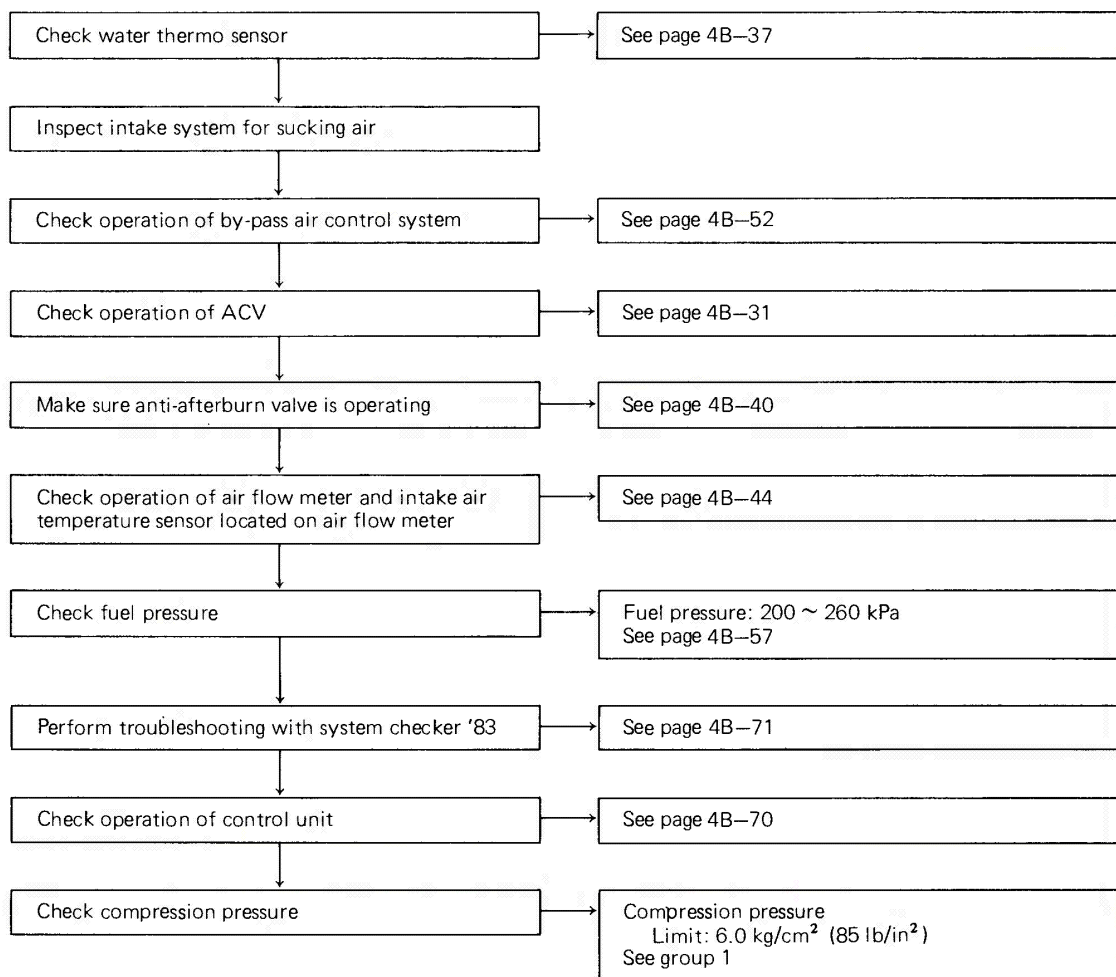 Check water thermo sensor
See page 4B–37
Inspect intake system for sucking air
Check operation of by-pass air control system
See page 4B–52
Check operation of ACV
See page 4B–31
Make sure anti-afterburn valve is operating
See page 4B–40
Check operation of air flow meter and intake air
temperature sensor located on air flow meter
See page 4B–44
Check fuel pressure
Fuel pressure: 200 ~ 260 kPa
See page 4B–57
Perform troubleshooting with system checker '83
See page 4B–71
Check operation of control unit
See page 4B–70
Check compression pressure
Compression pressure
Limit: 6.0 kg/cm² (85 lb/in²)
See group 1